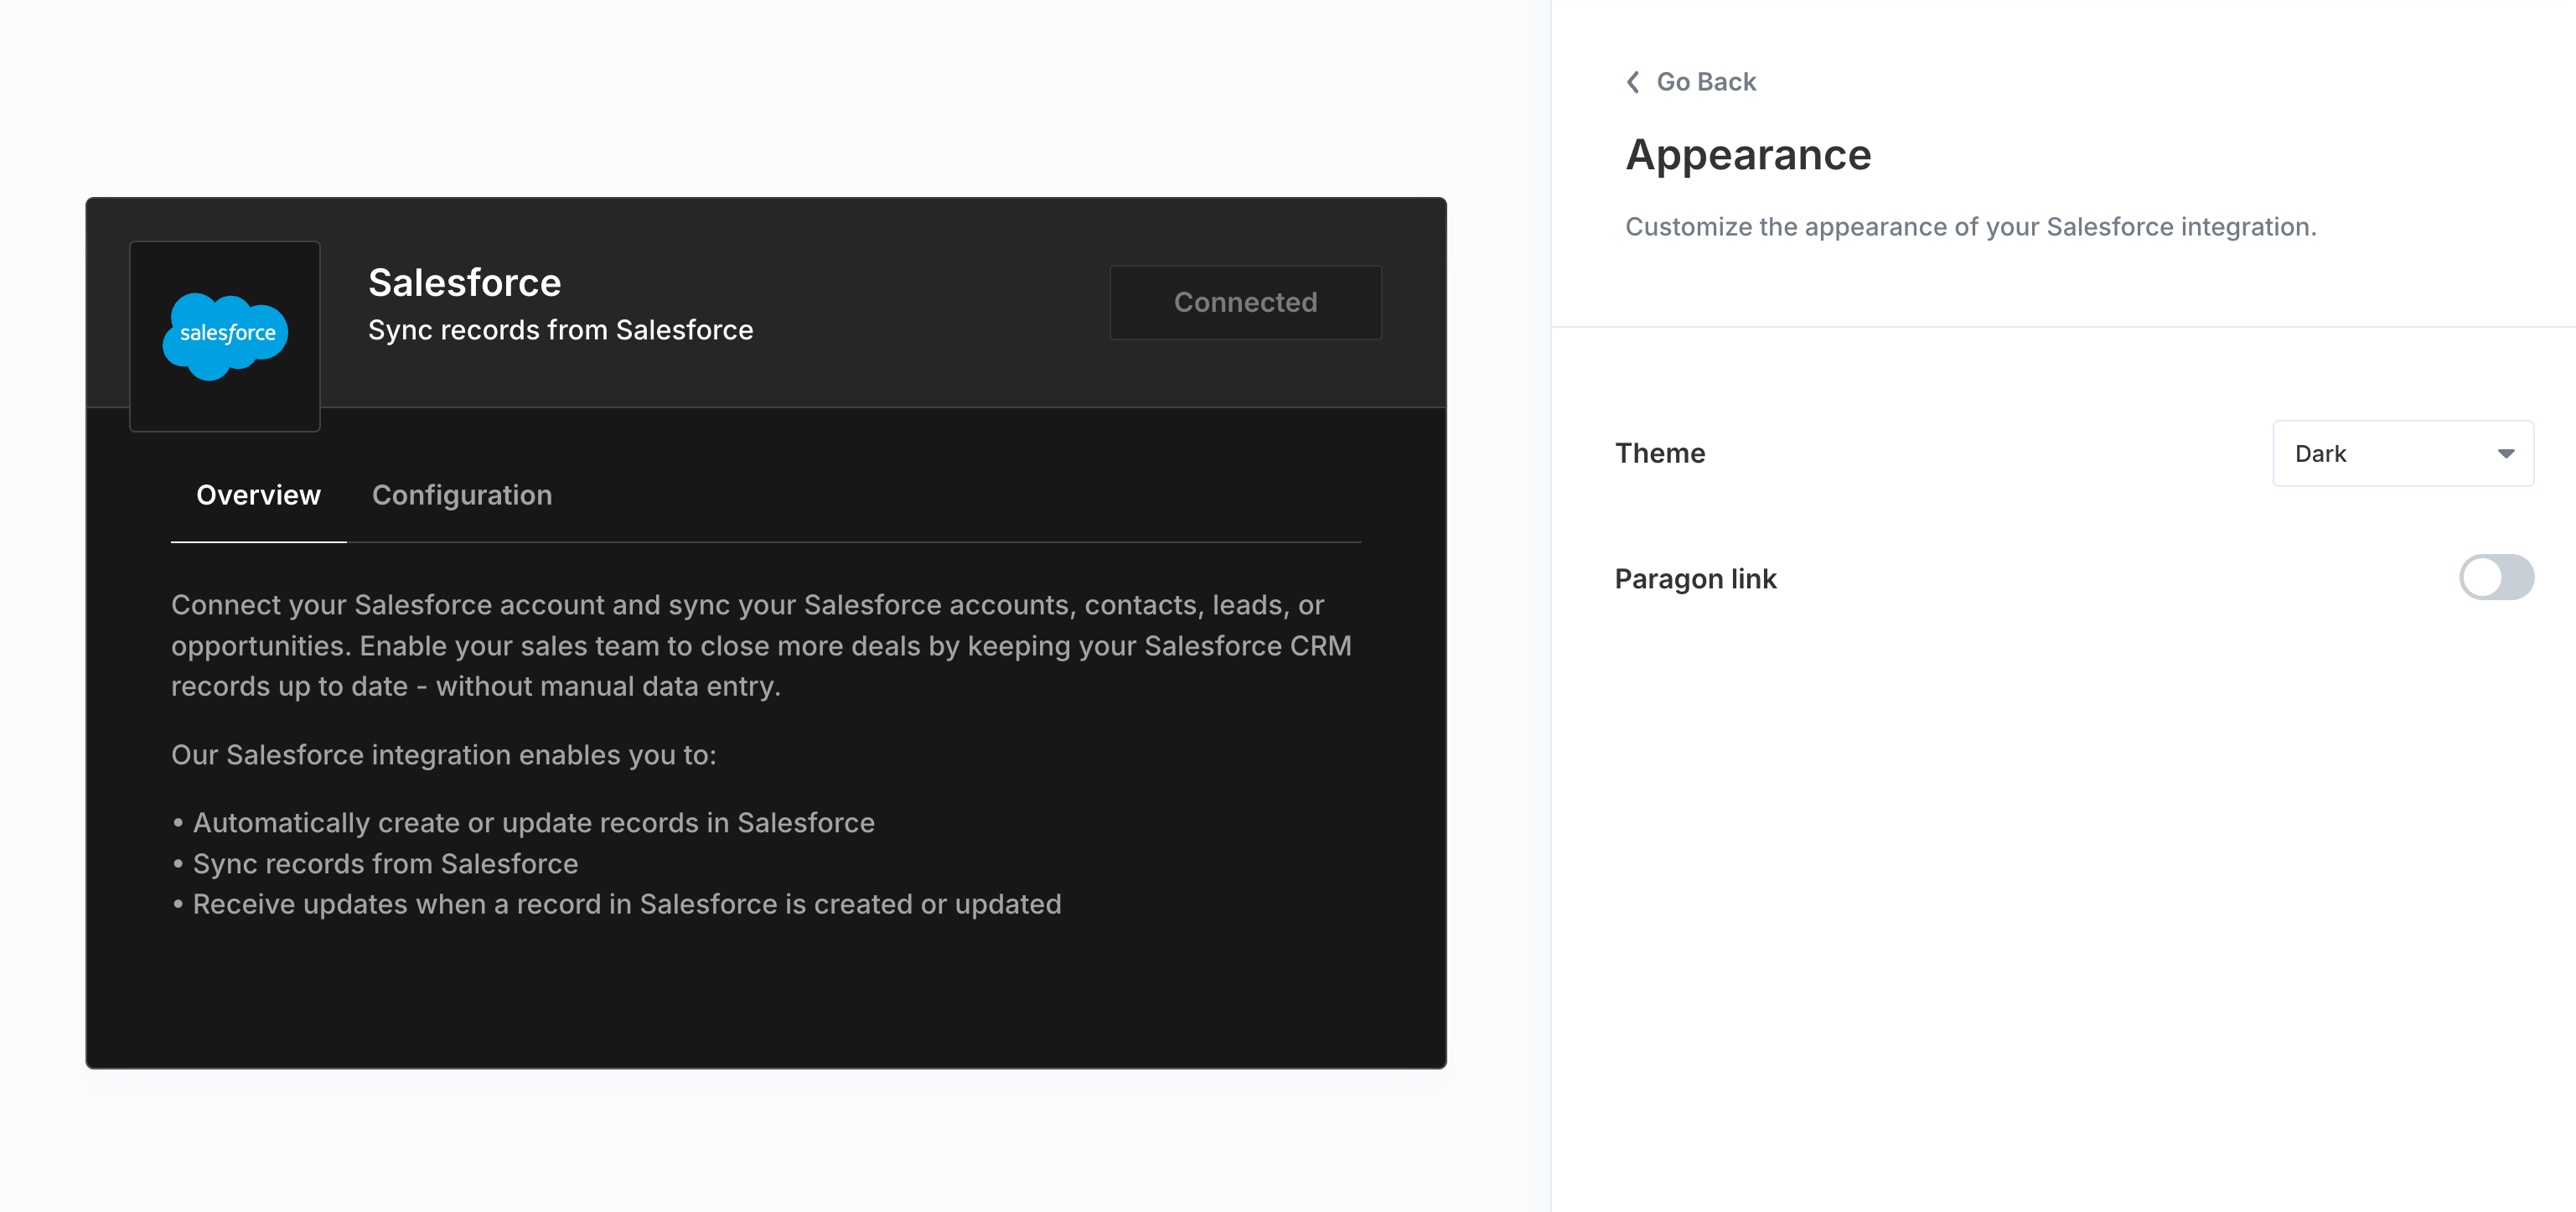 salesforce
Salesforce
Sync records from Salesforce
Connected
Overview
Configuration
Connect your Salesforce account and sync your Salesforce accounts, contacts, leads, or
opportunities. Enable your sales team to close more deals by keeping your Salesforce CRM
records up to date - without manual data entry.
Our Salesforce integration enables you to:
• Automatically create or update records in Salesforce
• Sync records from Salesforce
• Receive updates when a record in Salesforce is created or updated
Go Back
Appearance
Customize the appearance of your Salesforce integration.
Theme
Dark
Paragon link